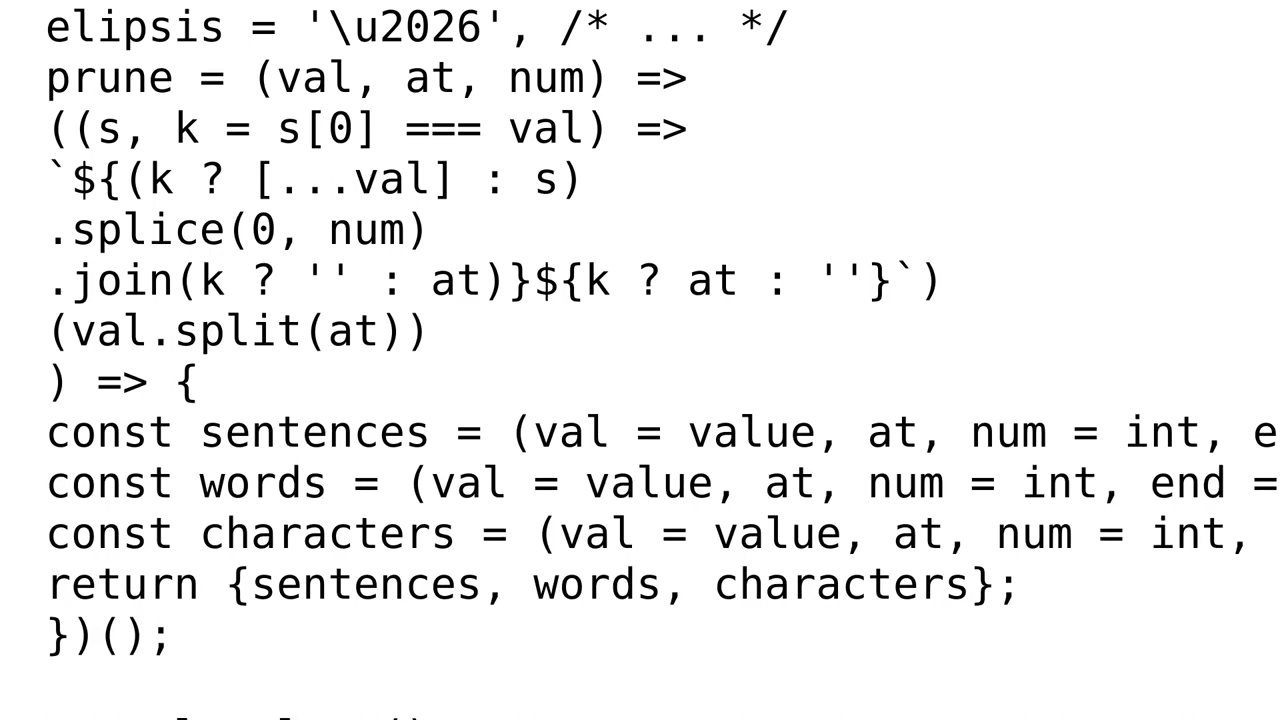 elipsis = '\u2026', /* ... */
prune = (val, at, num) =>
((s, k = s[0] === val) =>
`${(k ? [...val] : s)
.splice(0, num)
.join(k ? '' : at)}${k ? at : ''}`)
(val.split(at))
) => {
const sentences = (val = value, at, num = int, e
const words = (val = value, at, num = int, end =
const characters = (val = value, at, num = int,
return {sentences, words, characters};
})();